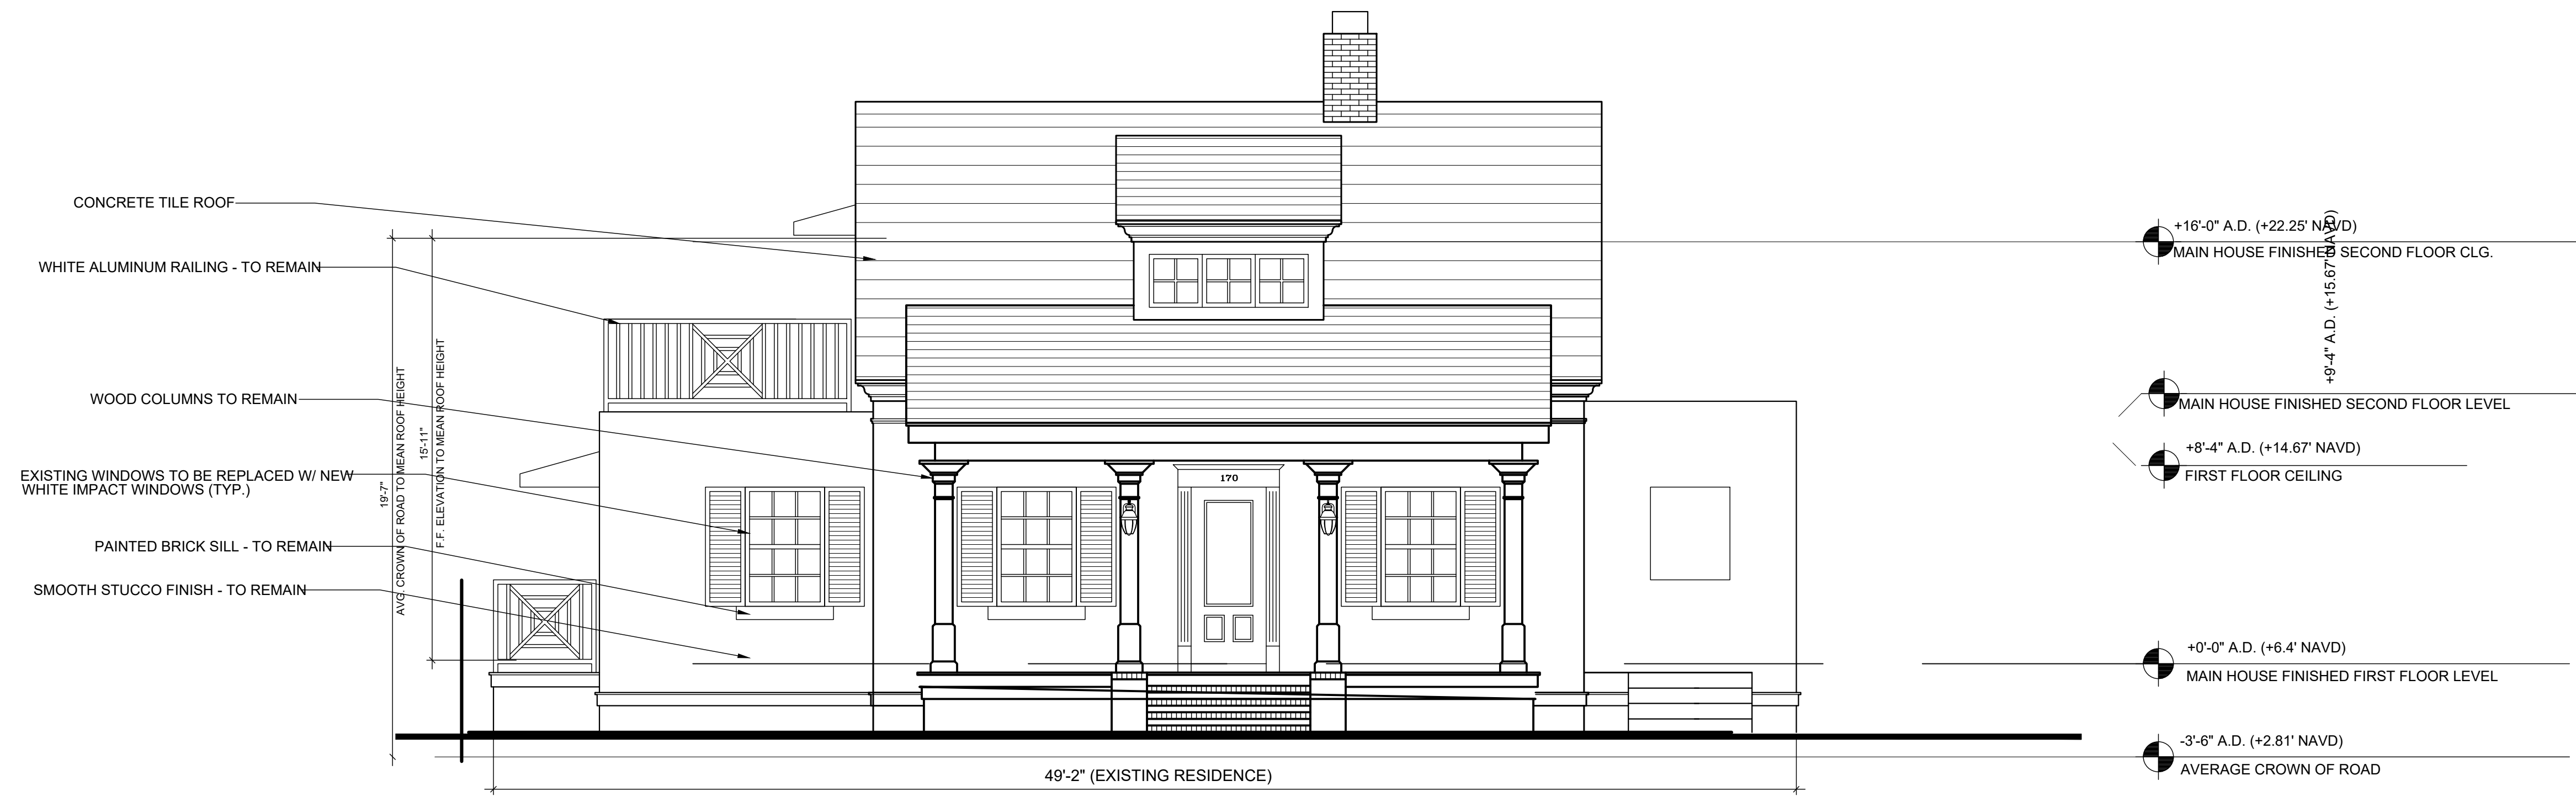 CONCRETE TILE ROOF
WHITE ALUMINUM RAILING - TO REMAIN
WOOD COLUMNS TO REMAIN
EXISTING WINDOWS TO BE REPLACED W/ NEW
WHITE IMPACT WINDOWS (TYP.)
PAINTED BRICK SILL - TO REMAIN
SMOOTH STUCCO FINISH - TO REMAIN
19'-7"
AVG. CROWN OF ROAD TO MEAN ROOF HEIGHT
15'-11"
F.F. ELEVATION TO MEAN ROOF HEIGHT
170
49'-2" (EXISTING RESIDENCE)
+16'-0" A.D. (+22.25' NAVD)
MAIN HOUSE FINISHED SECOND FLOOR CLG.
+9'-4" A.D. (+15.67' NAVD)
MAIN HOUSE FINISHED SECOND FLOOR LEVEL
+8'-4" A.D. (+14.67' NAVD)
FIRST FLOOR CEILING
+0'-0" A.D. (+6.4' NAVD)
MAIN HOUSE FINISHED FIRST FLOOR LEVEL
-3'-6" A.D. (+2.81' NAVD)
AVERAGE CROWN OF ROAD